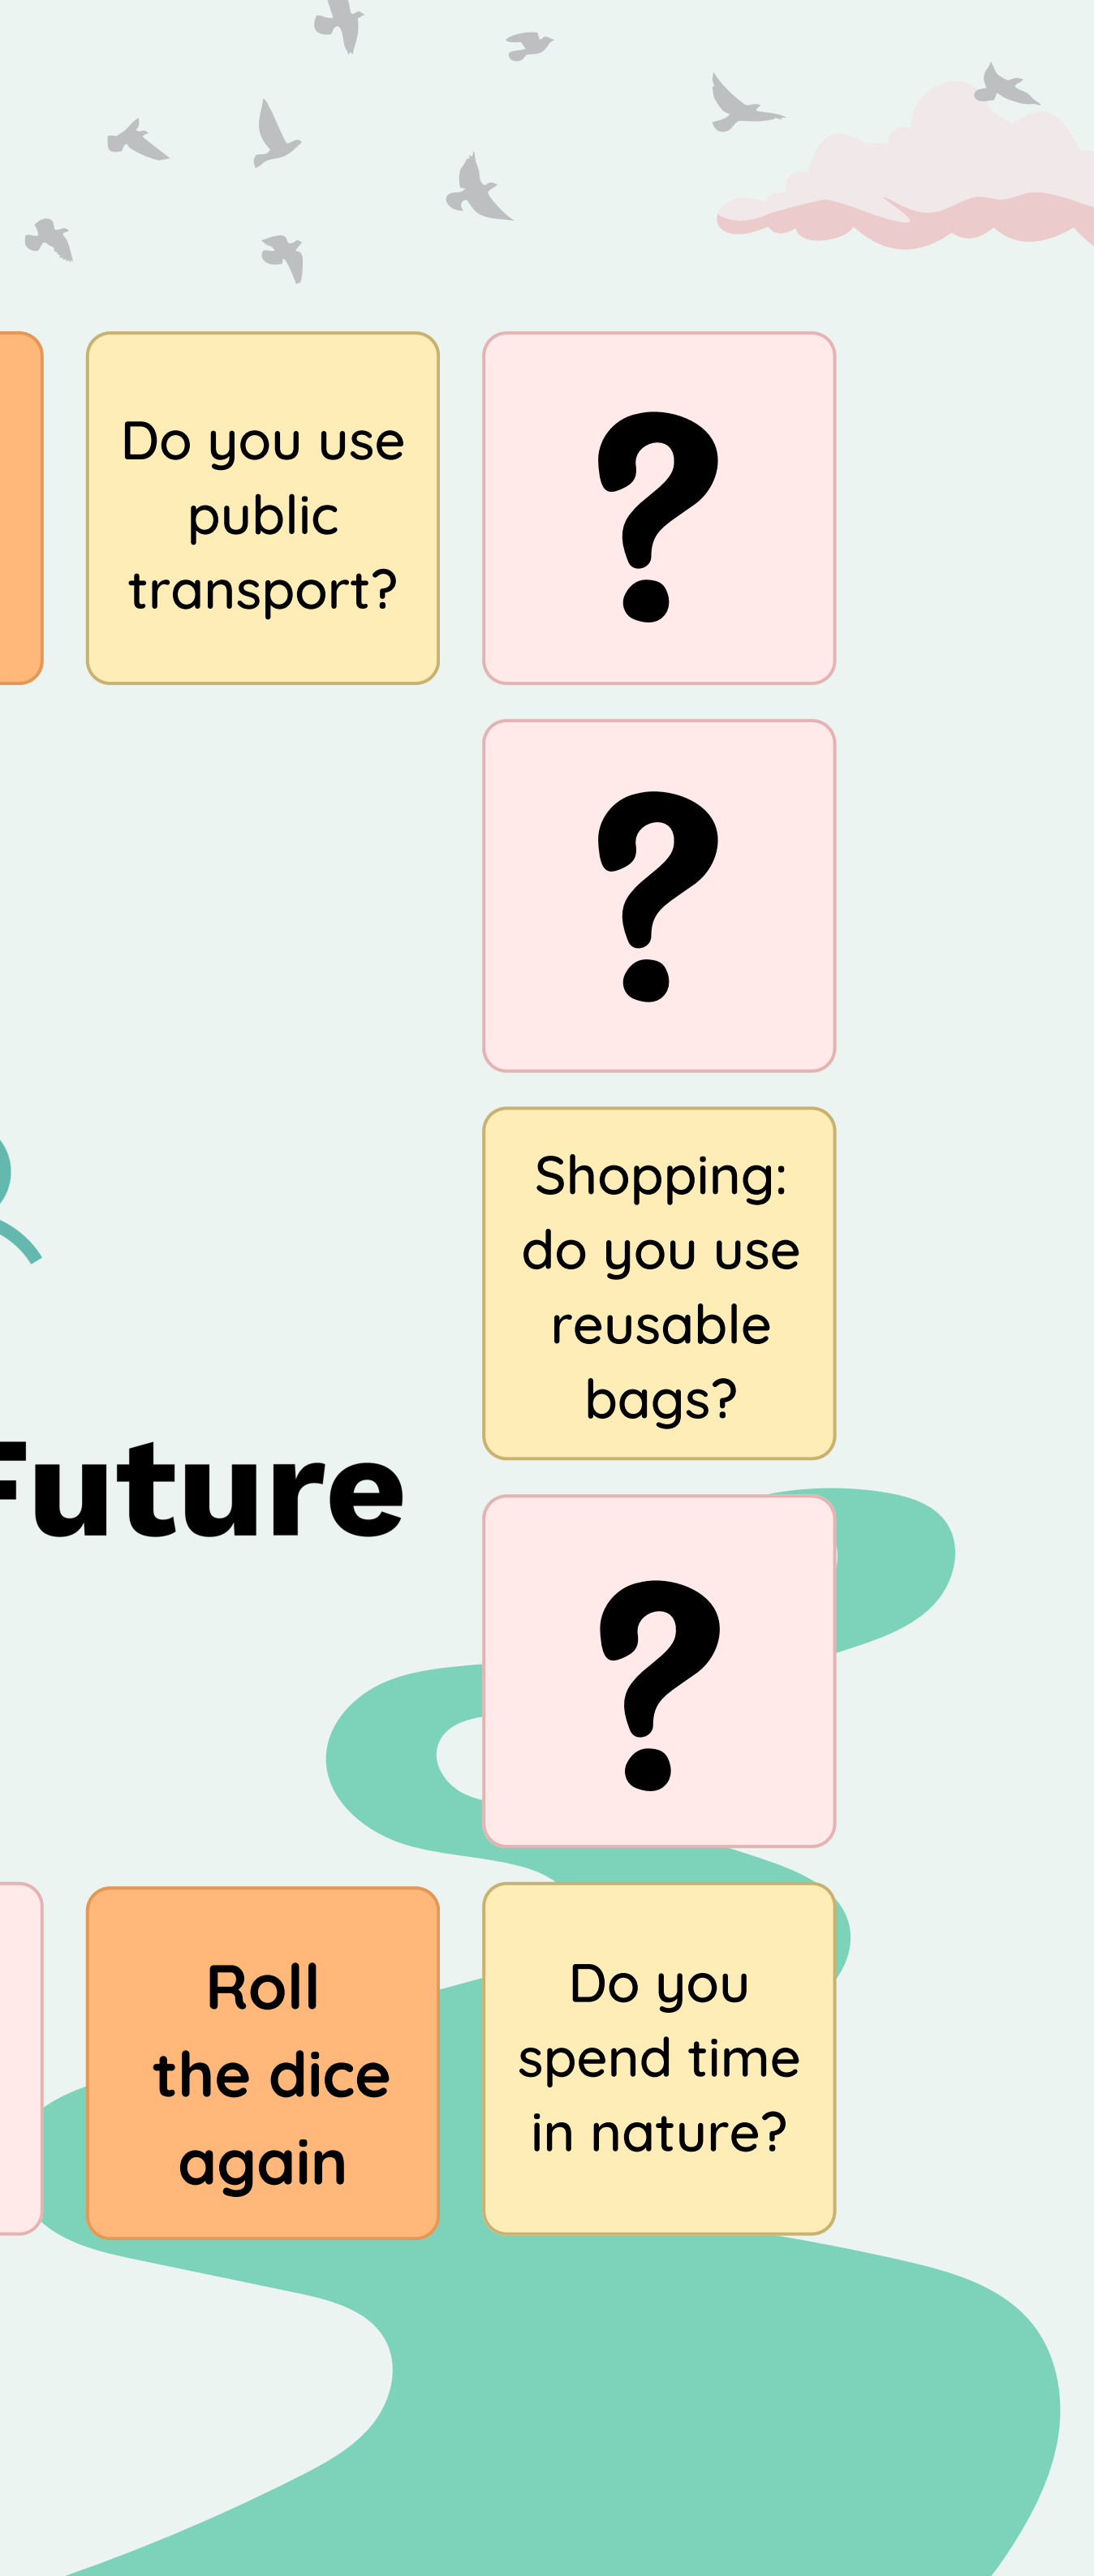 Do you use
public
transport?
?
?
Shopping:
do you use
reusable
bags?
Future
?
Roll
the dice
again
Do you
spend time
in nature?